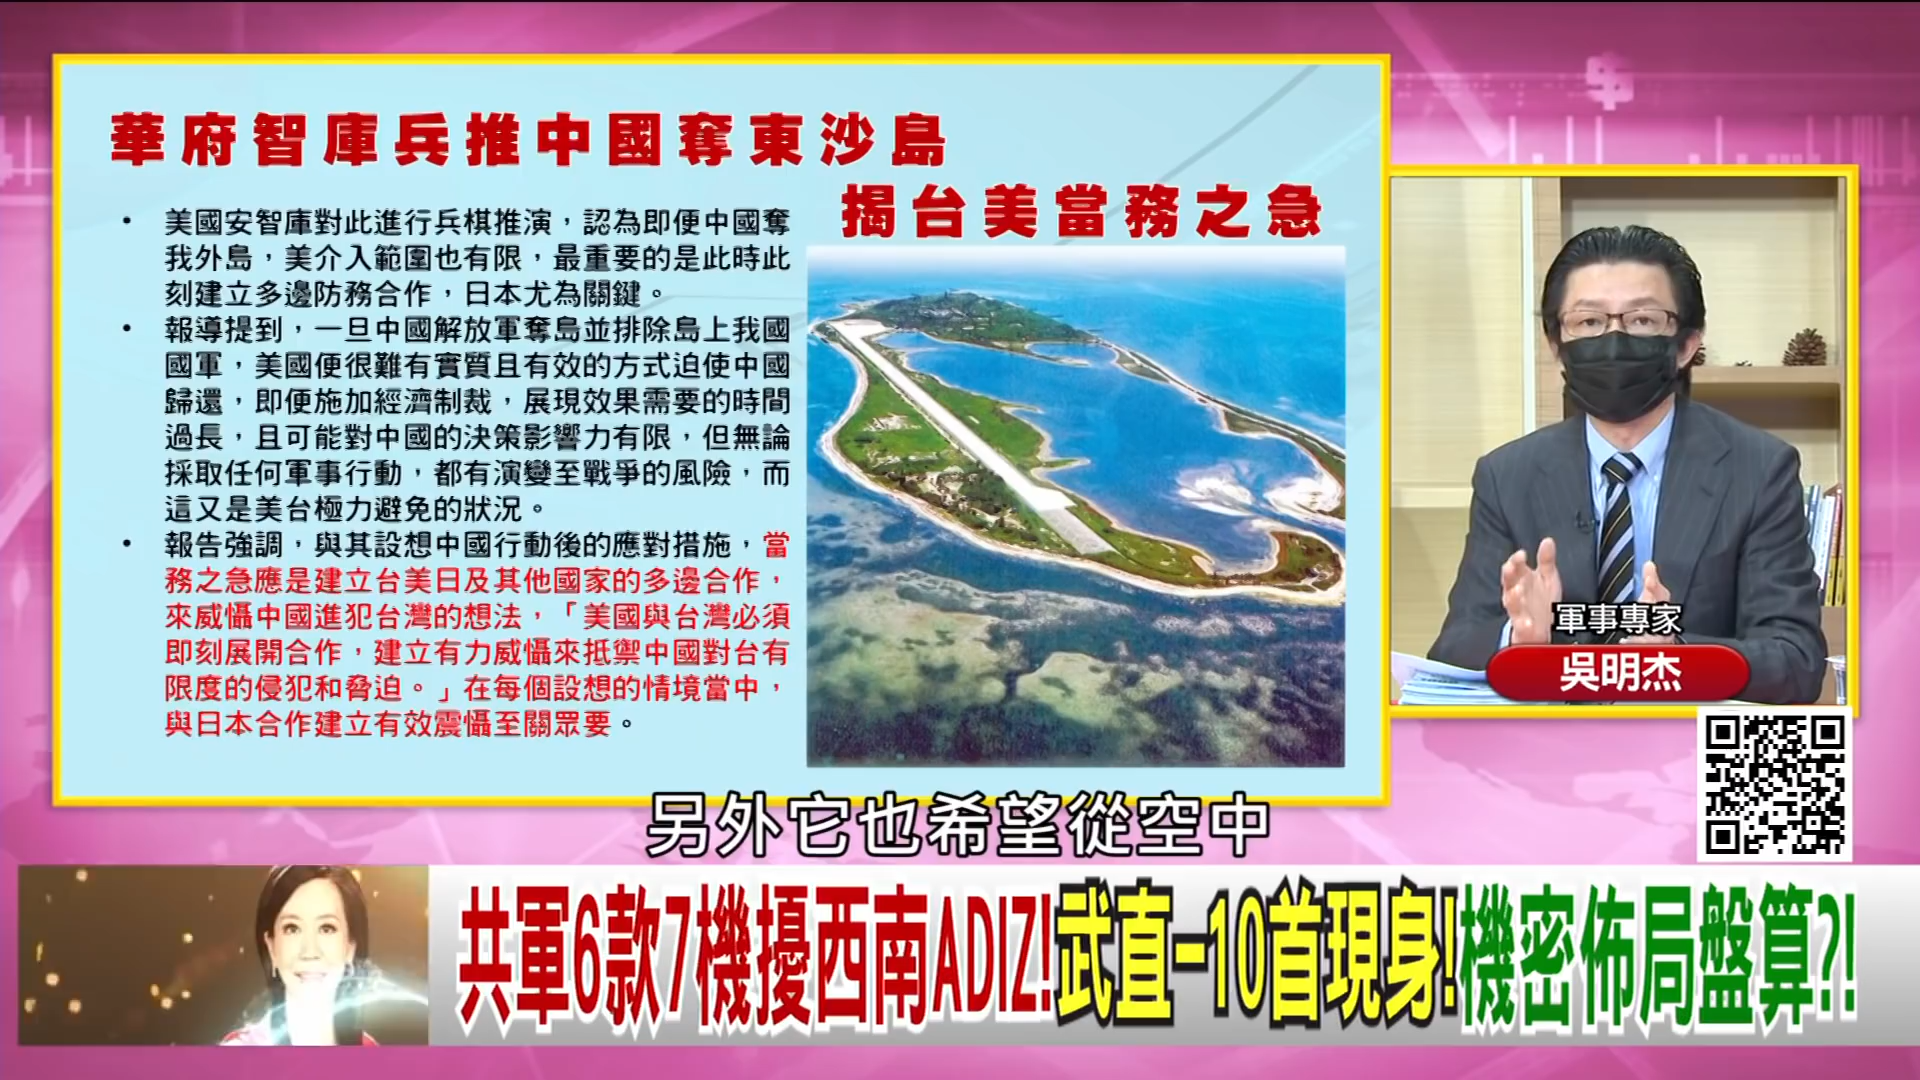 華府智庫兵推中國奪東沙島
揭台美當務之急
• 美國安智庫對此進行兵棋推演，認為即便中國奪
我外島，美介入範圍也有限，最重要的是此時此
刻建立多邊防務合作，日本尤為關鍵。
• 報導提到，一旦中國解放軍奪島並排除島上我國
國軍，美國便很難有實質且有效的方式迫使中國
歸還，即便施加經濟制裁，展現效果需要的時間
過長，且可能對中國的決策影響力有限，但無論
採取任何軍事行動，都有演變至戰爭的風險，而
這又是美台極力避免的狀況。
• 報告強調，與其設想中國行動後的應對措施，當
務之急應是建立台美日及其他國家的多邊合作，
來威懾中國進犯台灣的想法，「美國與台灣必須
即刻展開合作，建立有力威懾來抵禦中國對台有
限度的侵犯和脅迫。」在每個設想的情境當中，
與日本合作建立有效震懾至關眾要。
軍事專家
吳明杰
另外它也希望從空中
共軍6款7機擾西南ADIZ!武直-10首現身!機密佈局盤算?!